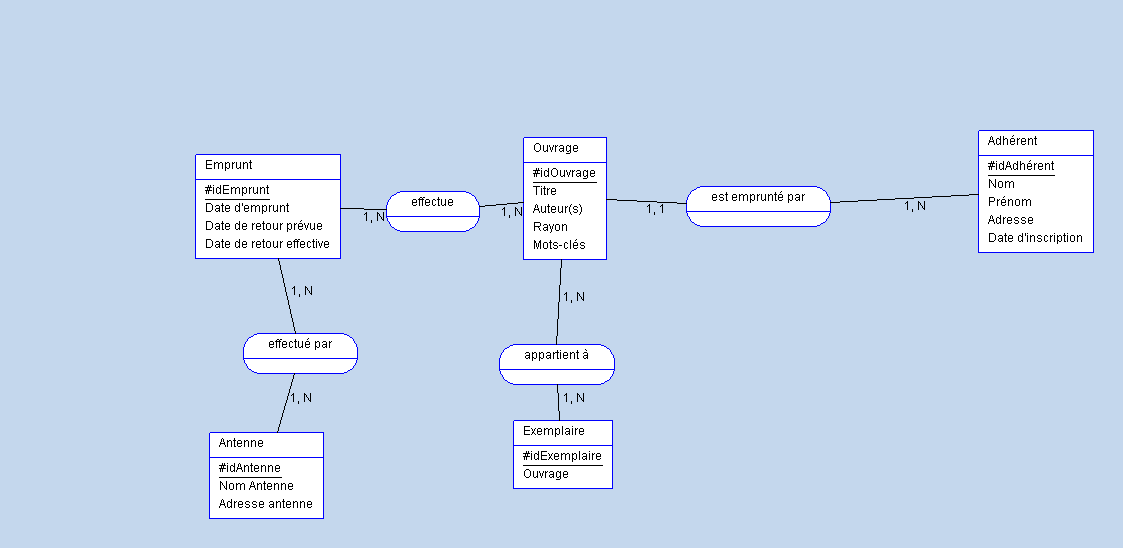 Emprunt
#idEmprunt
Date d'emprunt
Date de retour prévue
Date de retour effective
1, N
effectue
1, N
Ouvrage
#idOuvrage
Titre
Auteur(s)
Rayon
Mots-clés
1, 1
est emprunté par
1, N
Adhérent
#idAdhérent
Nom
Prénom
Adresse
Date d'inscription
1, N
effectué par
1, N
Antenne
#idAntenne
Nom Antenne
Adresse antenne
1, N
appartient à
1, N
Exemplaire
#idExemplaire
Ouvrage